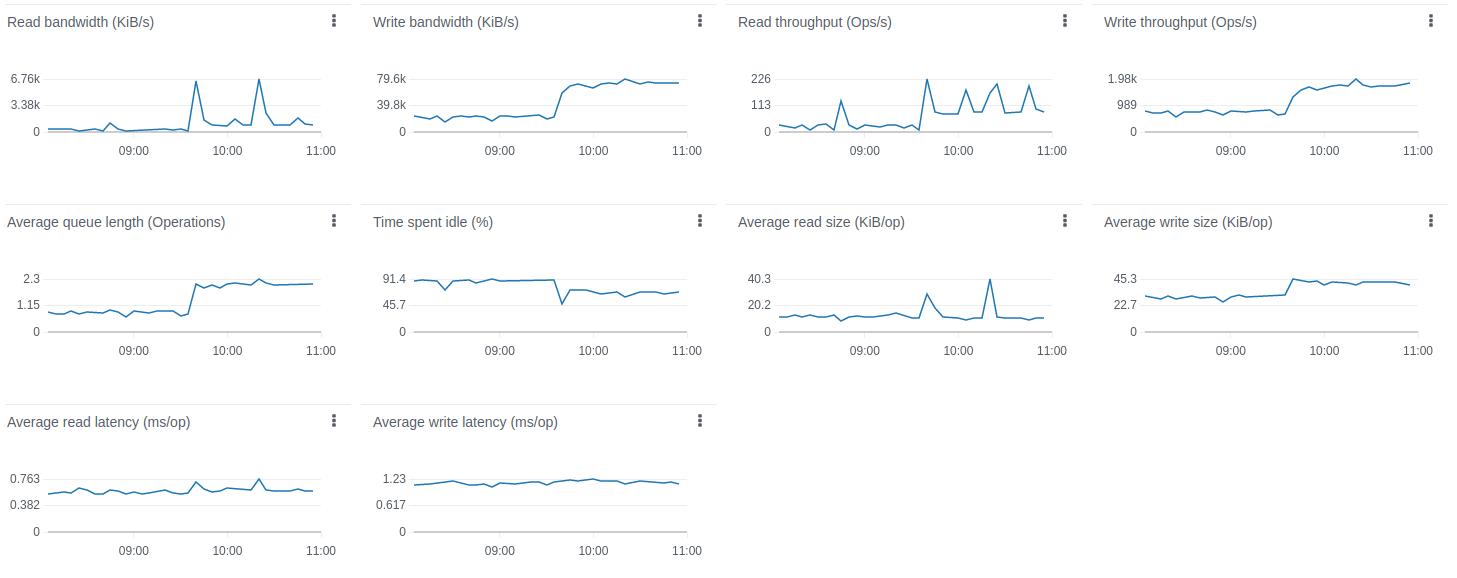 Read bandwidth (KiB/s)
6.76k
3.38k
0
09:00 10:00 11:00
Write bandwidth (KiB/s)
79.6k
39.8k
0
09:00 10:00 11:00
Read throughput (Ops/s)
226
113
0
09:00 10:00 11:00
Write throughput (Ops/s)
1.98k
989
0
09:00 10:00 11:00
Average queue length (Operations)
2.3
1.15
0
09:00 10:00 11:00
Time spent idle (%)
91.4
45.7
0
09:00 10:00 11:00
Average read size (KiB/op)
40.3
20.2
0
09:00 10:00 11:00
Average write size (KiB/op)
45.3
22.7
0
09:00 10:00 11:00
Average read latency (ms/op)
0.763
0.382
0
09:00 10:00 11:00
Average write latency (ms/op)
1.23
0.617
0
09:00 10:00 11:00